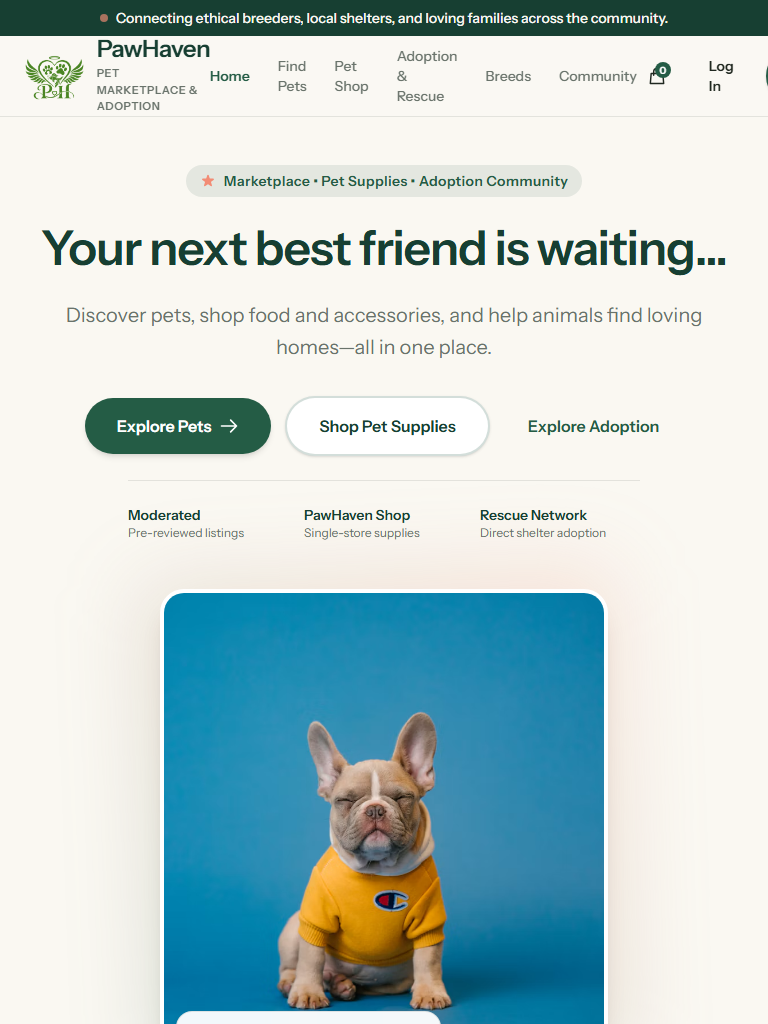 Connecting ethical breeders, local shelters, and loving families across the community.
PawHaven
PET
MARKETPLACE &
ADOPTION
PgH
Home
Find
Pets
Pet
Shop
Adoption
&
Rescue
Breeds
Community
0
Log
In
Marketplace • Pet Supplies • Adoption Community
Your next best friend is waiting...
Discover pets, shop food and accessories, and help animals find loving
homes—all in one place.
Explore Pets →
Shop Pet Supplies
Explore Adoption
Moderated
Pre-reviewed listings
PawHaven Shop
Single-store supplies
Rescue Network
Direct shelter adoption